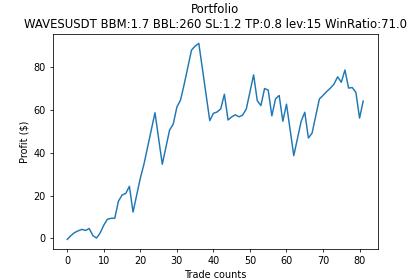 Portfolio
WAVESUSDT BBM:1.7 BBL:260 SL:1.2 TP:0.8 lev:15 WinRatio:71.0
Profit ($)
80
60
40
20
0
0 10 20 30 40 50 60 70 80
Trade counts